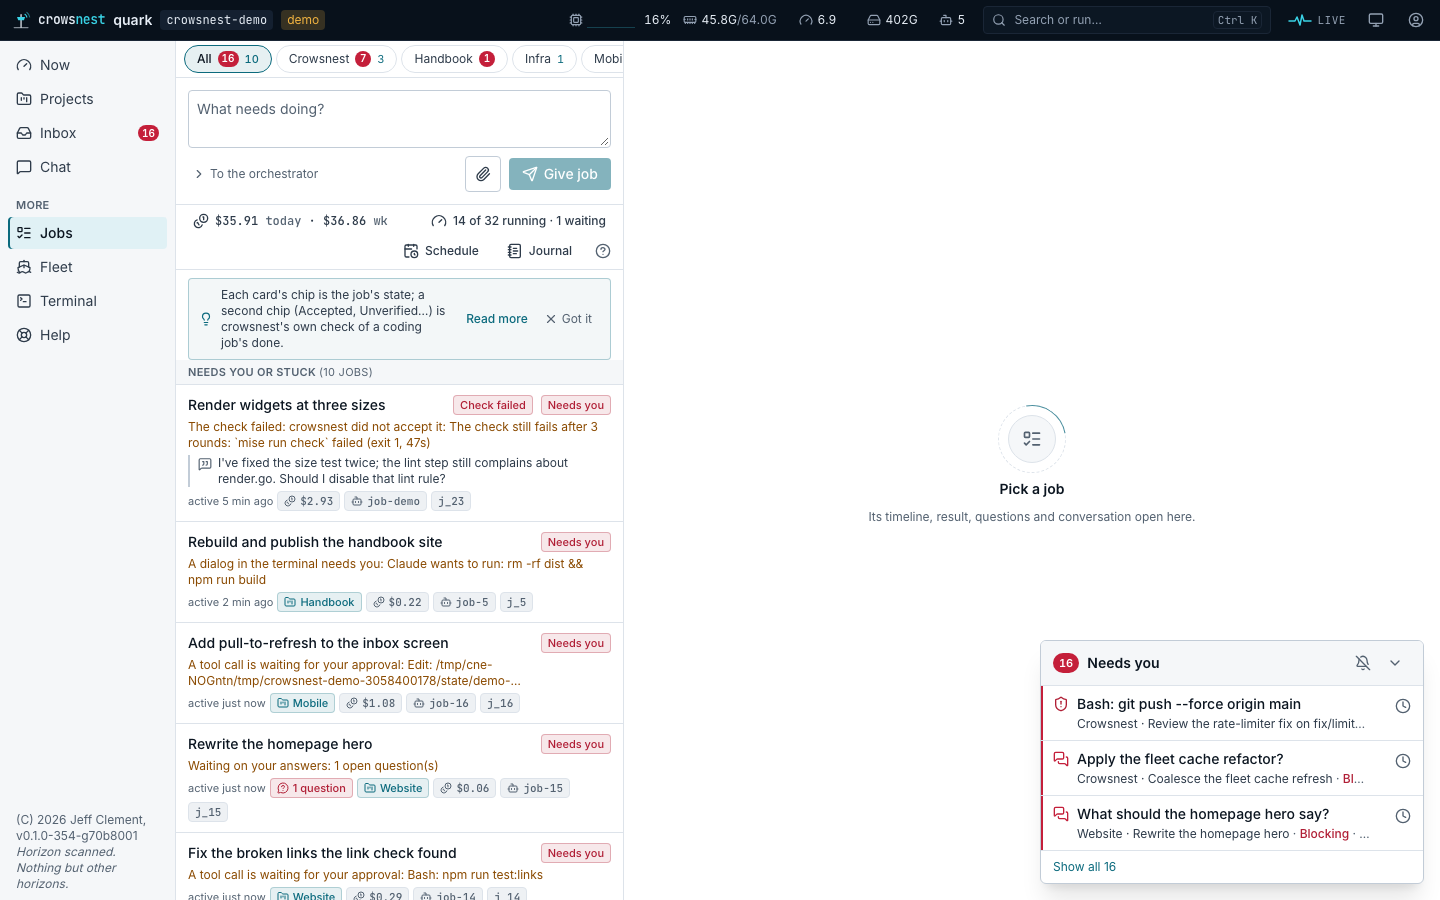 crowsnest quark crowsnest-demo demo 16% 45.8G/64.0G 6.9 402G 5 Search or run... Ctrl K LIVE
Now
Projects
Inbox 16
Chat
MORE
Jobs
Fleet
Terminal
Help
(C) 2026 Jeff Clement,
v0.1.0-354-g70b8001
Horizon scanned.
Nothing but other
horizons.
All 16 10 Crowsnest 7 3 Handbook 1 Infra 1 Mobi
What needs doing?
To the orchestrator Give job
$35.91 today · $36.86 wk 14 of 32 running · 1 waiting
Schedule Journal
Each card's chip is the job's state; a
second chip (Accepted, Unverified...) is
crowsnest's own check of a coding
job's done.
Read more Got it
NEEDS YOU OR STUCK (10 JOBS)
Render widgets at three sizes Check failed Needs you
The check failed: crowsnest did not accept it: The check still fails after 3
rounds: `mise run check` failed (exit 1, 47s)
I've fixed the size test twice; the lint step still complains about
render.go. Should I disable that lint rule?
active 5 min ago $2.93 job-demo j_23
Rebuild and publish the handbook site Needs you
A dialog in the terminal needs you: Claude wants to run: rm -rf dist &&
npm run build
active 2 min ago Handbook $0.22 job-5 j_5
Add pull-to-refresh to the inbox screen Needs you
A tool call is waiting for your approval: Edit: /tmp/cne-
NOGntn/tmp/crowsnest-demo-3058400178/state/demo-...
active just now Mobile $1.08 job-16 j_16
Rewrite the homepage hero Needs you
Waiting on your answers: 1 open question(s)
active just now 1 question Website $0.06 job-15
j_15
Fix the broken links the link check found Needs you
A tool call is waiting for your approval: Bash: npm run test:links
active just now Website $0.29 job-14 j_14
Pick a job
Its timeline, result, questions and conversation open here.
16 Needs you
Bash: git push --force origin main
Crowsnest · Review the rate-limiter fix on fix/limit...
Apply the fleet cache refactor?
Crowsnest · Coalesce the fleet cache refresh · Bl...
What should the homepage hero say?
Website · Rewrite the homepage hero · Blocking · ...
Show all 16